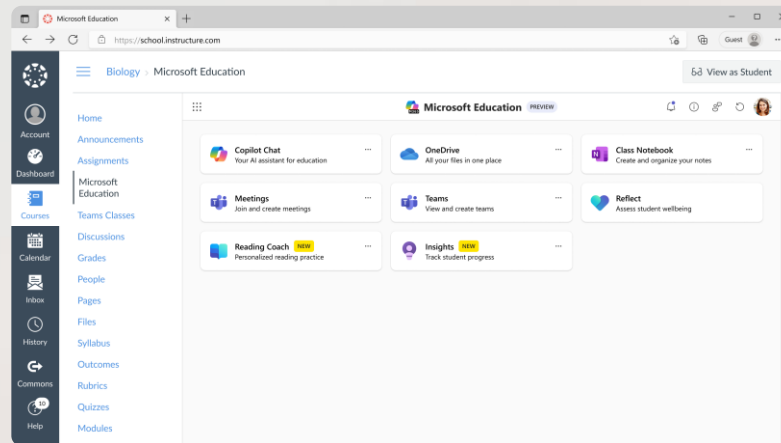 Microsoft Education
https://school.instructure.com
Guest
Biology
Microsoft Education
View as Student
Account
Dashboard
Courses
Calendar
Inbox
History
Commons
10
Help
Home
Announcements
Assignments
Microsoft
Education
Teams Classes
Discussions
Grades
People
Pages
Files
Syllabus
Outcomes
Rubrics
Quizzes
Modules
Microsoft Education PREVIEW
Copilot Chat
Your AI assistant for education
OneDrive
All your files in one place
Class Notebook
Create and organize your notes
Meetings
Join and create meetings
Teams
View and create teams
Reflect
Assess student wellbeing
Reading Coach NEW
Personalized reading practice
Insights NEW
Track student progress